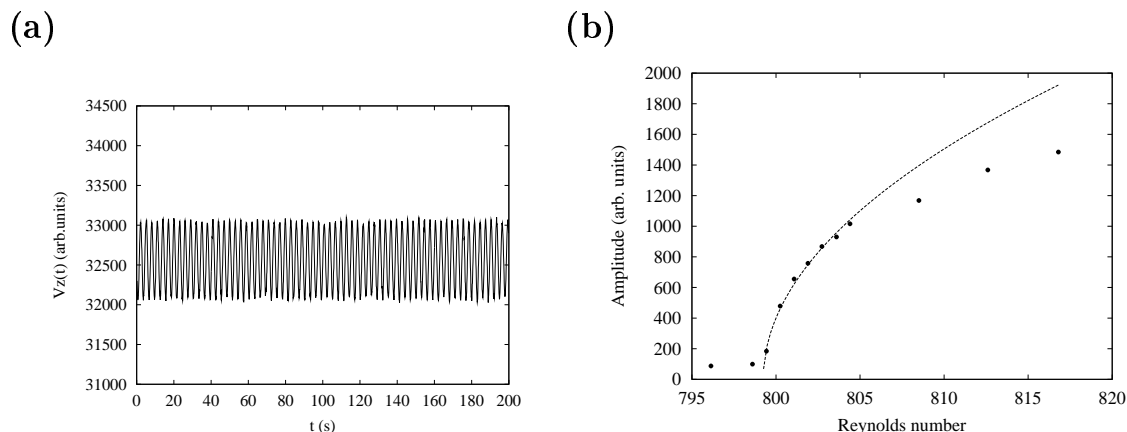 (a)
(b)
34500
34000
33500
33000
32500
32000
31500
31000
Vz(t) (arb.units)
0 20 40 60 80 100 120 140 160 180 200
t (s)
2000
1800
1600
1400
1200
1000
800
600
400
200
0
Amplitude (arb. units)
795 800 805 810 815 820
Reynolds number